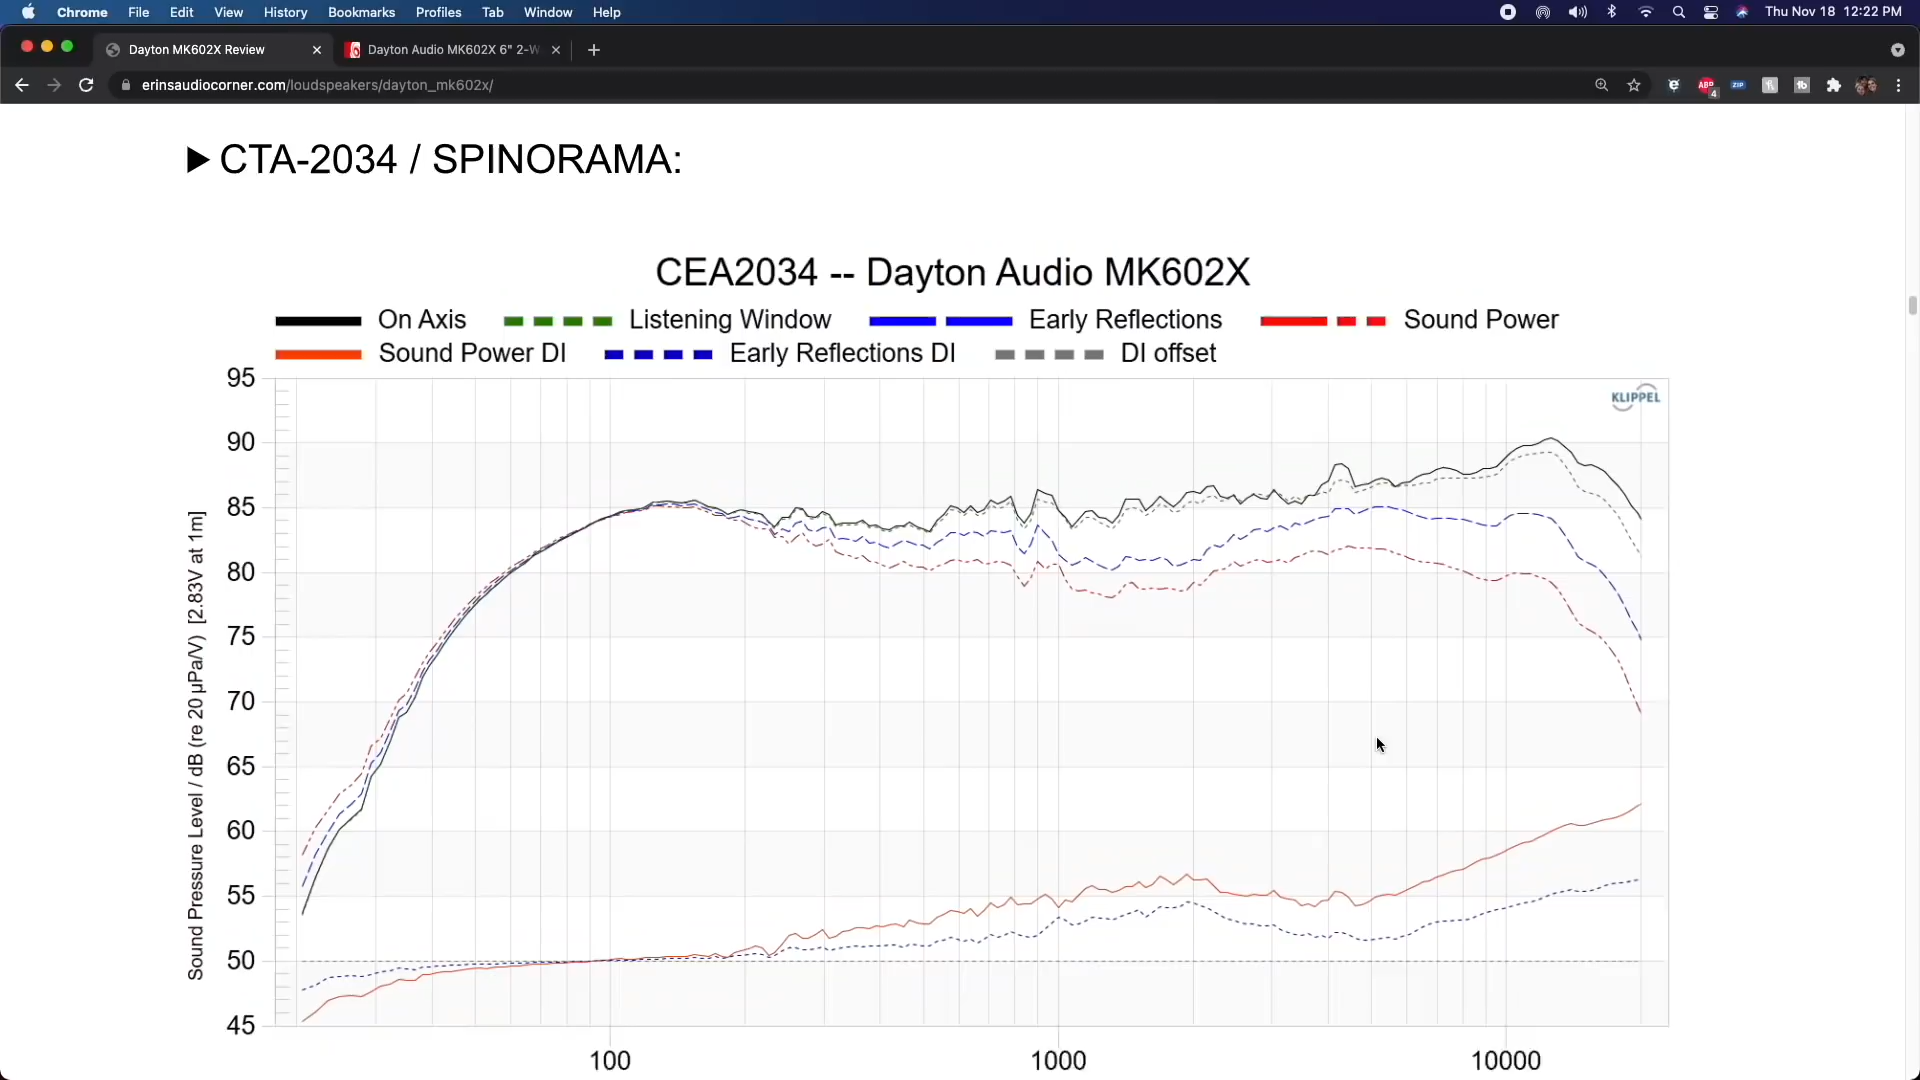 Chrome File Edit View History Bookmarks Profiles Tab Window Help Thu Nov 18 12:22 PM
Dayton MK602X Review Dayton Audio MK602X 6" 2-W
erinsaudiocorner.com/loudspeakers/dayton_mk602x/
ABP 4 ZIP
▶ CTA-2034 / SPINORAMA:
CEA2034 -- Dayton Audio MK602X
On Axis Listening Window Early Reflections Sound Power
Sound Power DI Early Reflections DI DI offset
KLIPPEL
95
90
85
80
75
70
65
60
55
50
45
Sound Pressure Level / dB (re 20 µPa/V) [2.83V at 1m]
100 1000 10000